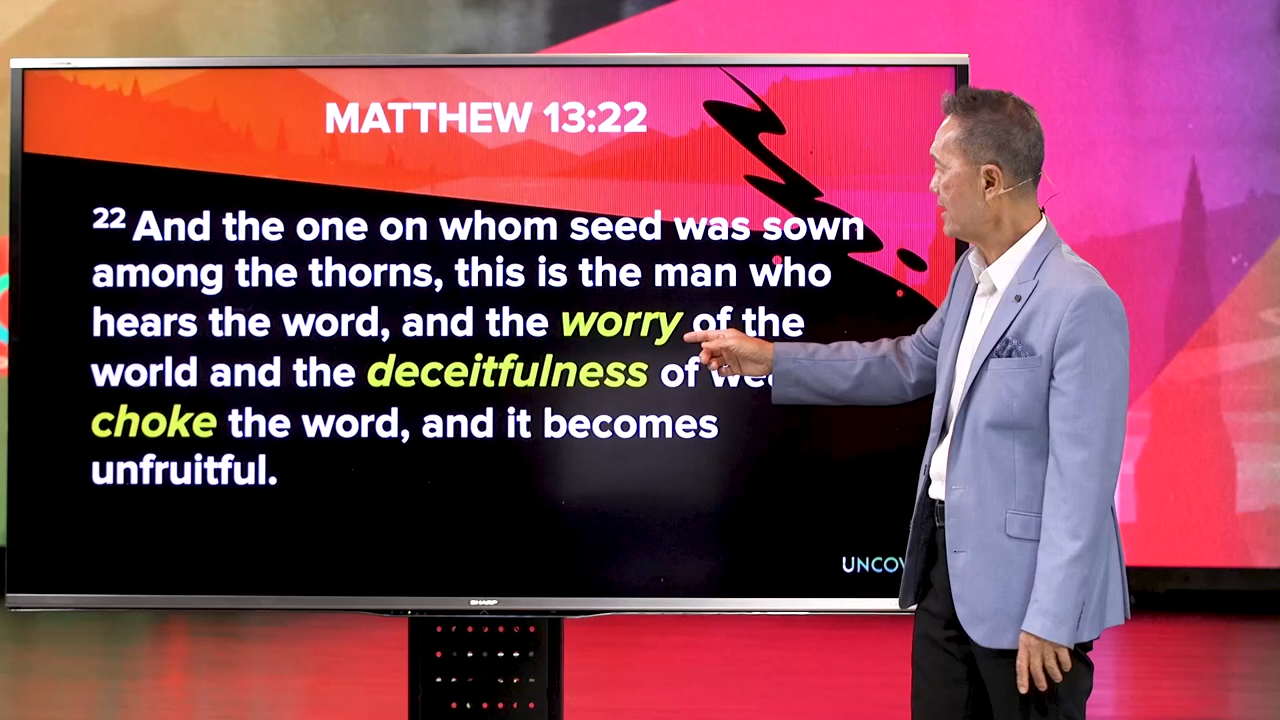 MATTHEW 13:22
22 And the one on whom seed was sown
among the thorns, this is the man who
hears the word, and the worry of the
world and the deceitfulness of
choke the word, and it becomes
unfruitful.
SHARP